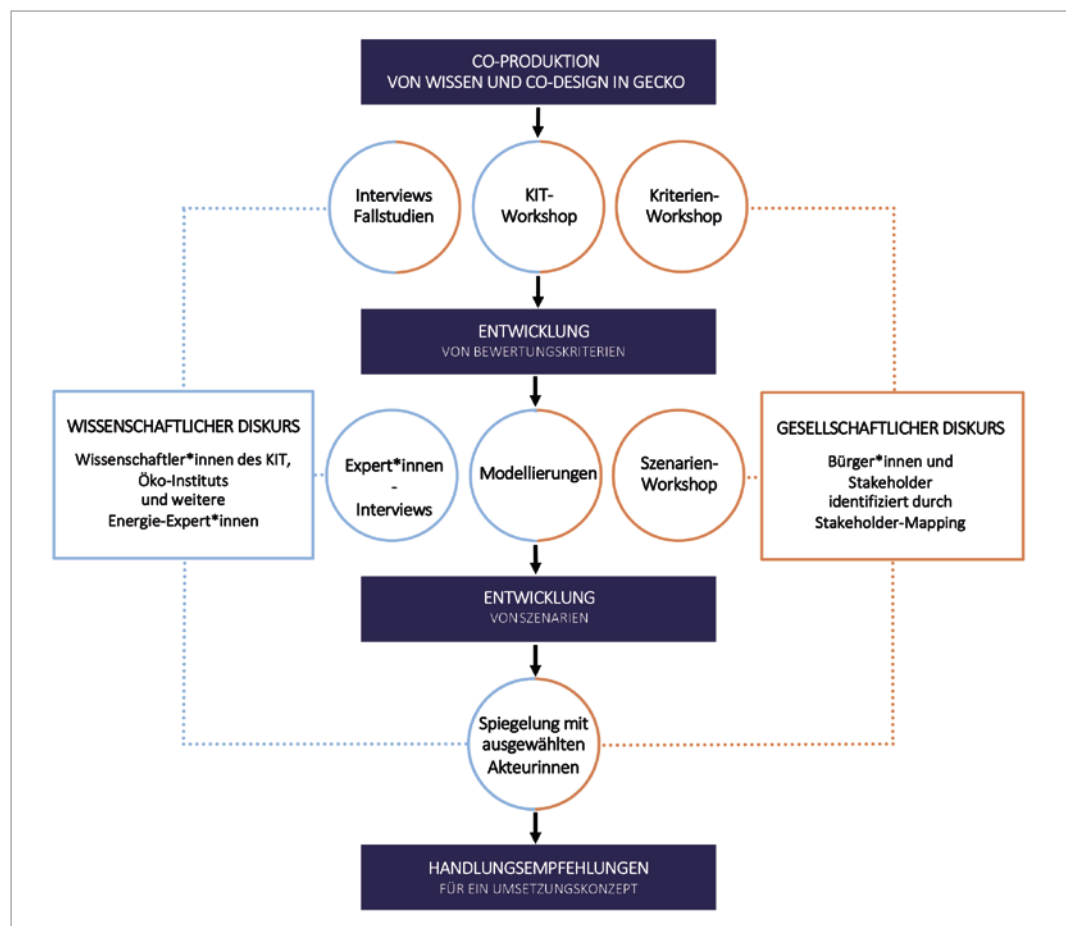 CO-PRODUKTION
VON WISSEN UND CO-DESIGN IN GECKO
Interviews
Fallstudien
KIT-
Workshop
Kriterien-
Workshop
ENTWICKLUNG
VON BEWERTUNGSKRITERIEN
WISSENSCHAFTLICHER DISKURS
Wissenschaftler*innen des KIT,
Öko-Instituts
und weitere
Energie-Expert*innen
Expert*innen
-
Interviews
Modellierungen
Szenarien-
Workshop
GESELLSCHAFTLICHER DISKURS
Bürger*innen und
Stakeholder
identifiziert durch
Stakeholder-Mapping
ENTWICKLUNG
VON SZENARIEN
Spiegelung mit
ausgewählten
Akteurinnen
HANDLUNGSEMPFEHLUNGEN
FÜR EIN UMSETZUNGSKONZEPT